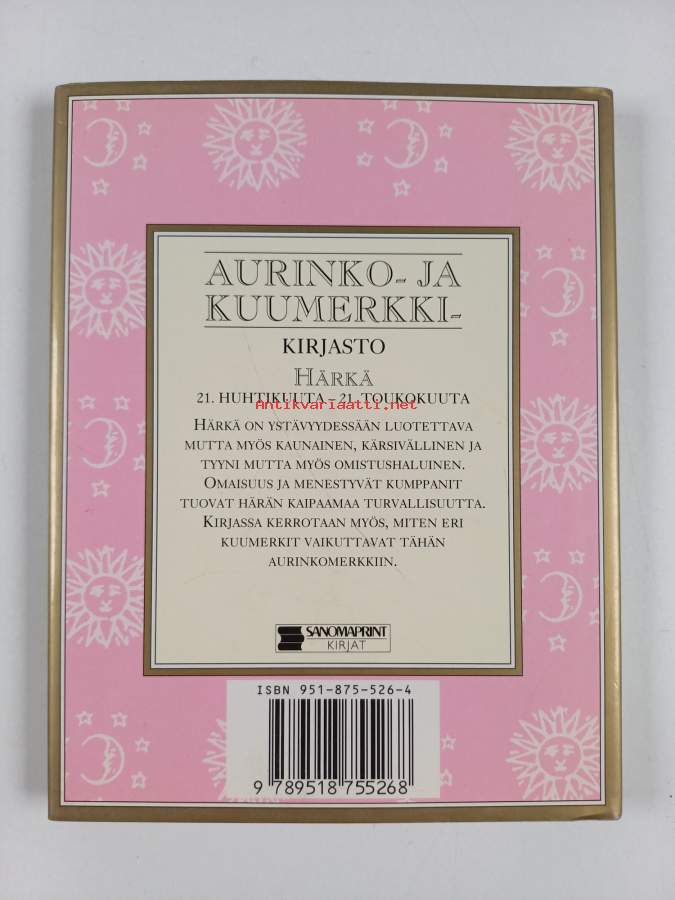 AURINKO- JA
KUUMERKKI-
KIRJASTO
HÄRKÄ
21. HUHTIKUUTA – 21. TOUKOKUUTA
Antikvariaatti.net
HÄRKÄ ON YSTÄVYYDESSÄÄN LUOTETTAVA
MUTTA MYÖS KAUNAINEN, KÄRSIVÄLLINEN JA
TYYNI MUTTA MYÖS OMISTUSHALUINEN.
OMAISUUS JA MENESTYVÄT KUMPPANIT
TUOVAT HÄRÄN KAIPAAMAA TURVALLISUUTTA.
KIRJASSA KERROTAAN MYÖS, MITEN ERI
KUUMERKIT VAIKUTTAVAT TÄHÄN
AURINKOMERKKIIN.
SANOMAPRINT
KIRJAT
ISBN 951-875-526-4
9 789518 755268